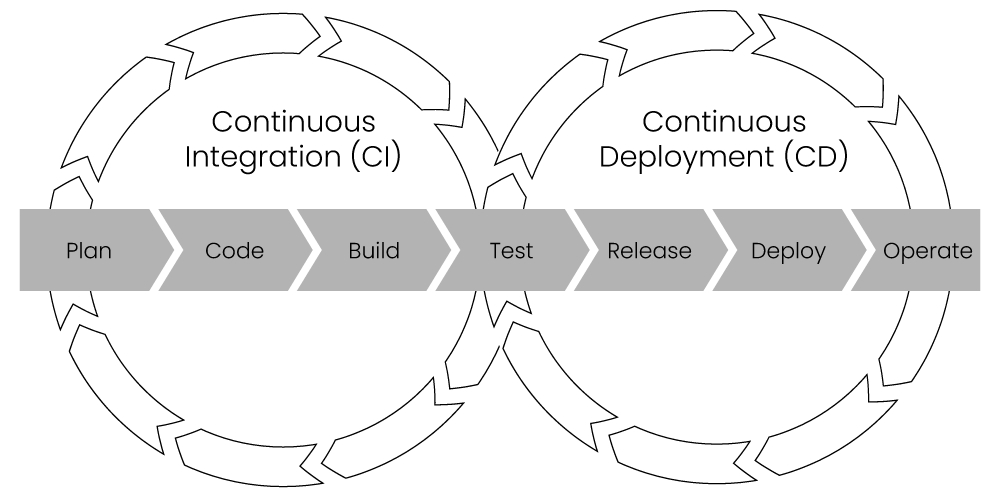 Continuous
Integration (CI)
Continuous
Deployment (CD)
Plan
Code
Build
Test
Release
Deploy
Operate